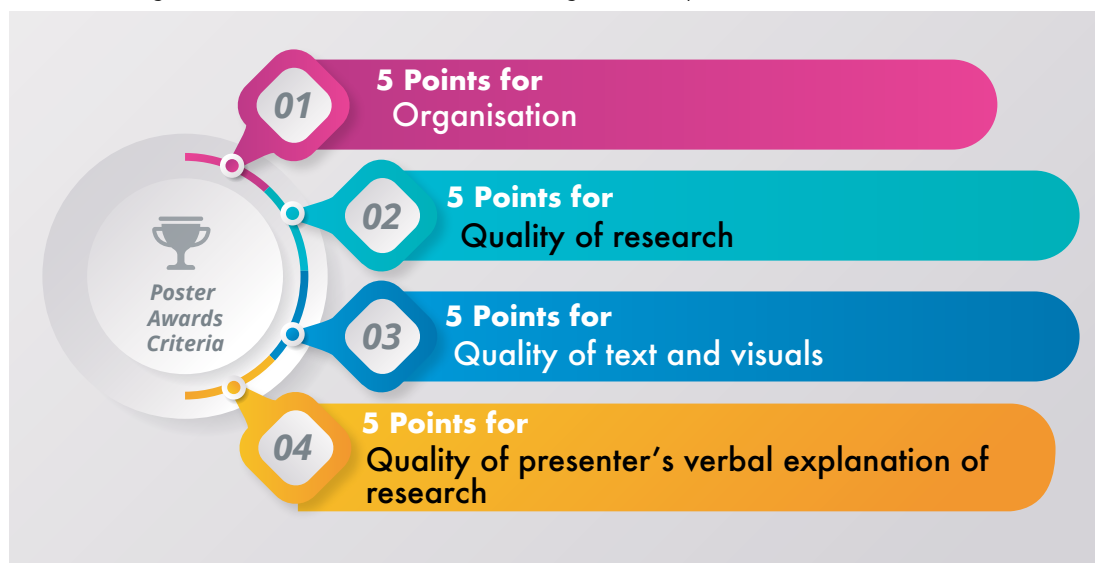 01
5 Points for
Organisation
02
5 Points for
Quality of research
Poster
Awards
Criteria
03
5 Points for
Quality of text and visuals
04
5 Points for
Quality of presenter’s verbal explanation of
research